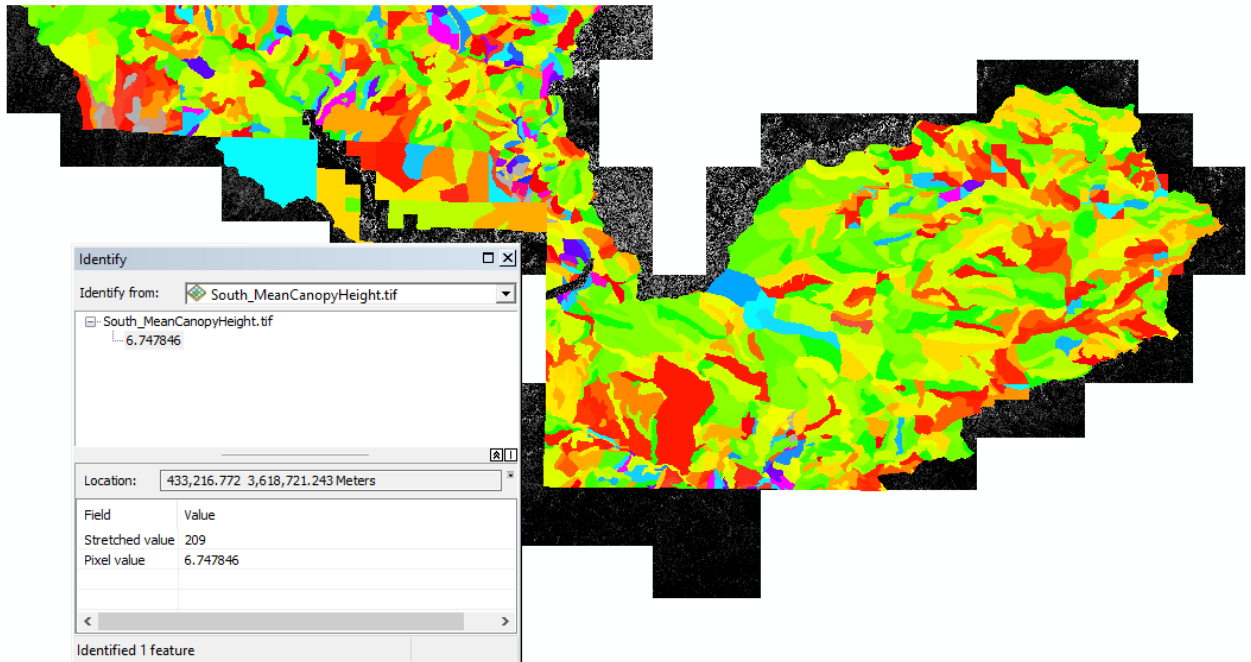 Identify
Identify from: South_MeanCanopyHeight.tif
South_MeanCanopyHeight.tif
6.747846
Location: 433,216.772 3,618,721.243 Meters
Field Value
Stretched value 209
Pixel value 6.747846
Identified 1 feature